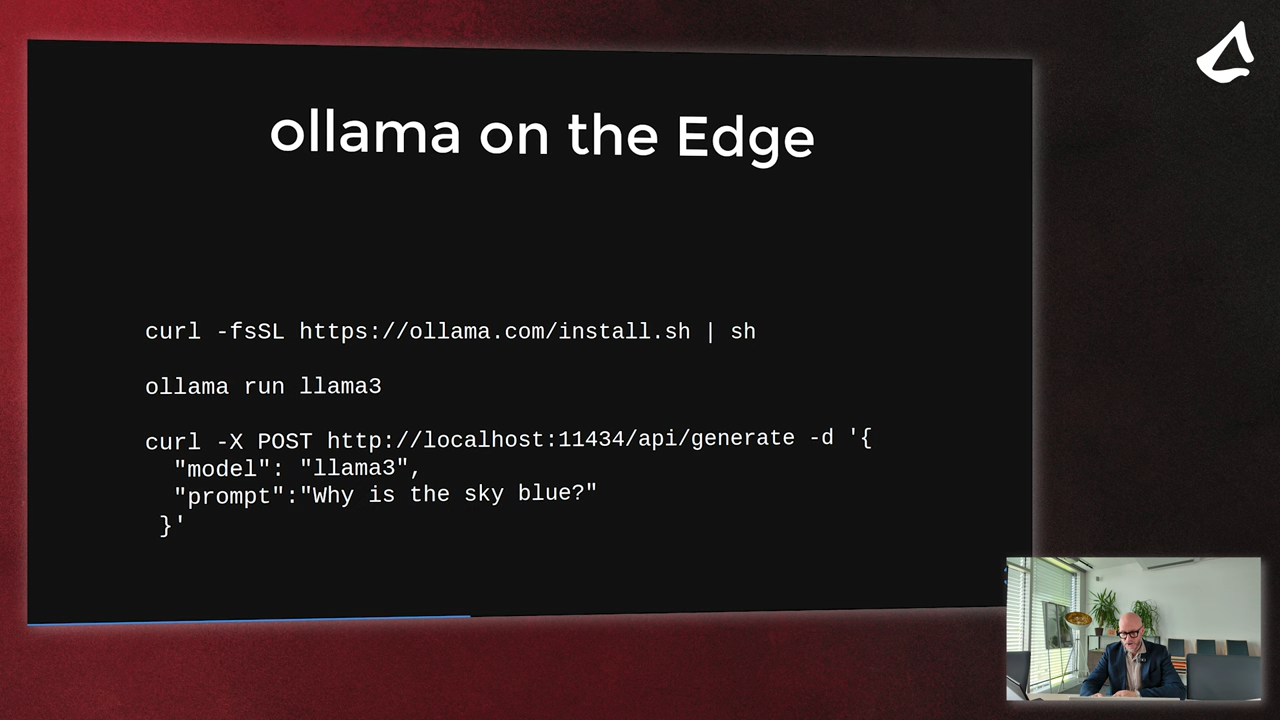 ollama on the Edge
curl -fsSL https://ollama.com/install.sh | sh
ollama run llama3
curl -X POST http://localhost:11434/api/generate -d '{
"model": "llama3",
"prompt":"Why is the sky blue?"
}'